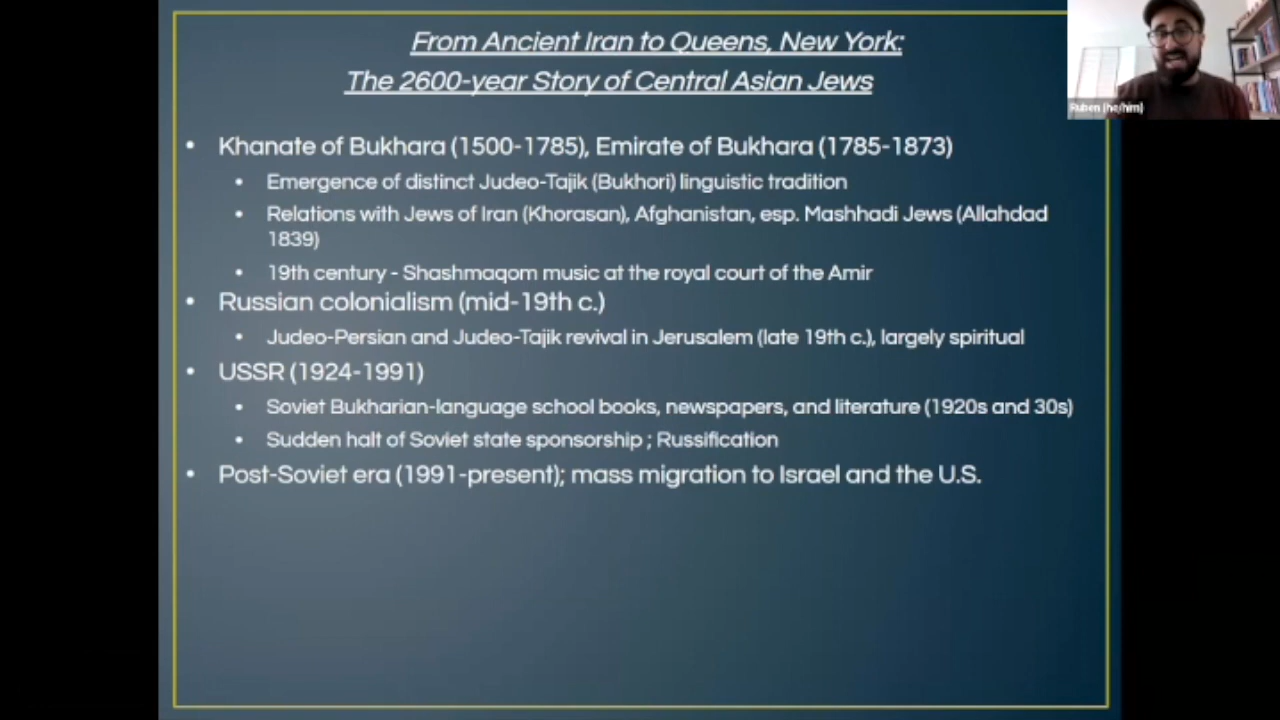 From Ancient Iran to Queens, New York:
The 2600-year Story of Central Asian Jews
Ruben (he/him)
• Khanate of Bukhara (1500-1785), Emirate of Bukhara (1785-1873)
• Emergence of distinct Judeo-Tajik (Bukhori) linguistic tradition
• Relations with Jews of Iran (Khorasan), Afghanistan, esp. Mashhadi Jews (Allahdad
1839)
• 19th century - Shashmaqom music at the royal court of the Amir
• Russian colonialism (mid-19th c.)
• Judeo-Persian and Judeo-Tajik revival in Jerusalem (late 19th c.), largely spiritual
• USSR (1924-1991)
• Soviet Bukharian-language school books, newspapers, and literature (1920s and 30s)
• Sudden halt of Soviet state sponsorship ; Russification
• Post-Soviet era (1991-present); mass migration to Israel and the U.S.